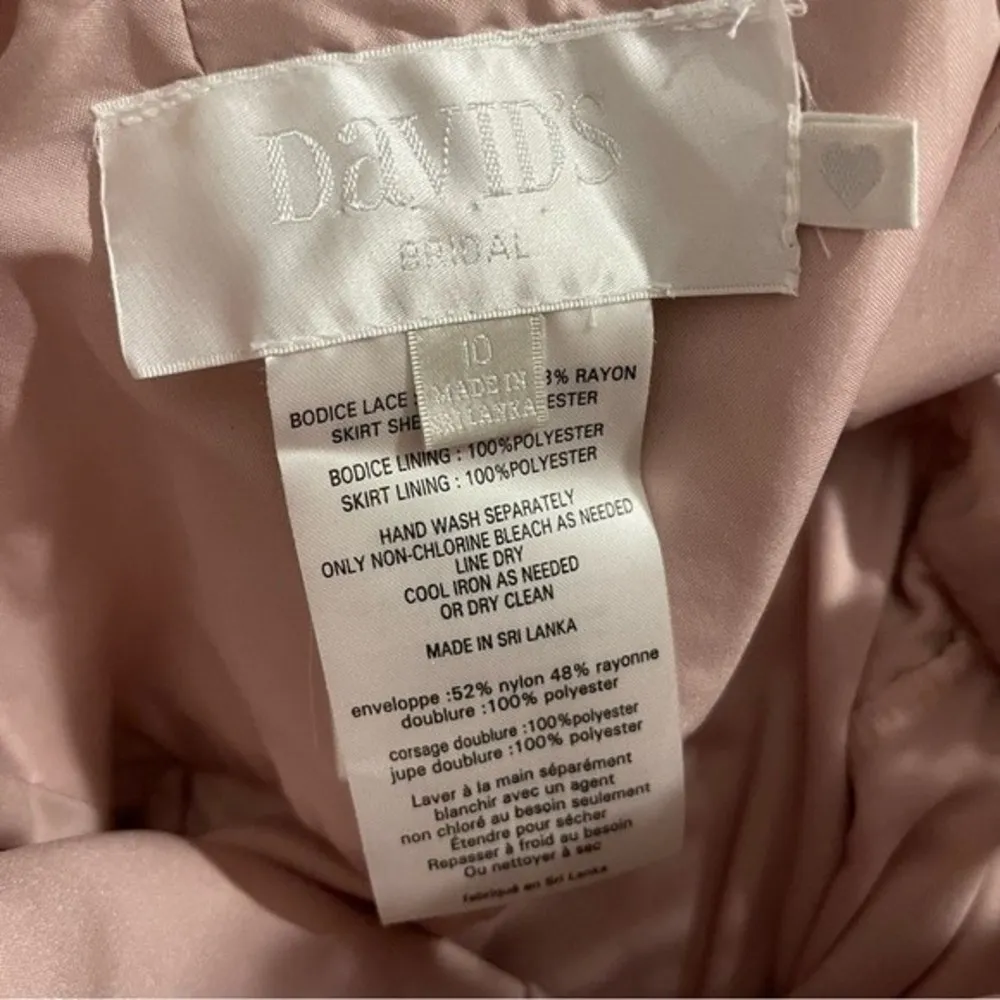 DaVID'S
BRIDAL
10
MADE IN
SRI LANKA
BODICE LACE 8% RAYON
SKIRT SHE ESTER
BODICE LINING : 100%POLYESTER
SKIRT LINING : 100%POLYESTER
HAND WASH SEPARATELY
ONLY NON-CHLORINE BLEACH AS NEEDED
LINE DRY
COOL IRON AS NEEDED
OR DRY CLEAN
MADE IN SRI LANKA
enveloppe :52% nylon 48% rayonne
doublure :100% polyester
corsage doublure :100%polyester
jupe doublure :100% polyester
Laver à la main séparément
blanchir avec un agent
non chloré au besoin seulement
Étendre pour sécher
Repasser à froid au besoin
Ou nettoyer à sec
fabriqué en Sri Lanka